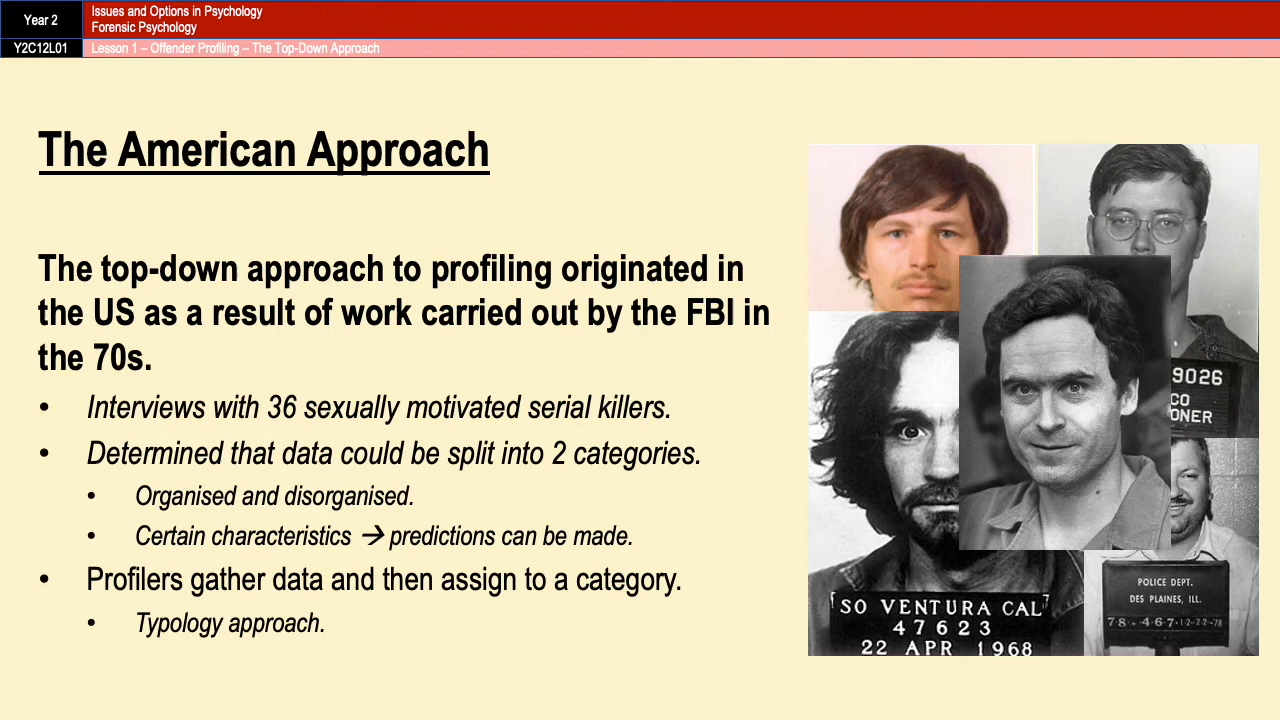 Year 2
Issues and Options in Psychology
Forensic Psychology
Y2C12L01
Lesson 1 – Offender Profiling – The Top-Down Approach
The American Approach
The top-down approach to profiling originated in
the US as a result of work carried out by the FBI in
the 70s.
• Interviews with 36 sexually motivated serial killers.
• Determined that data could be split into 2 categories.
• Organised and disorganised.
• Certain characteristics → predictions can be made.
• Profilers gather data and then assign to a category.
• Typology approach.
9026
CO
ONER
SO VENTURA CAL
47623
22 APR 1968
POLICE DEPT.
DES PLAINES, ILL.
78-467